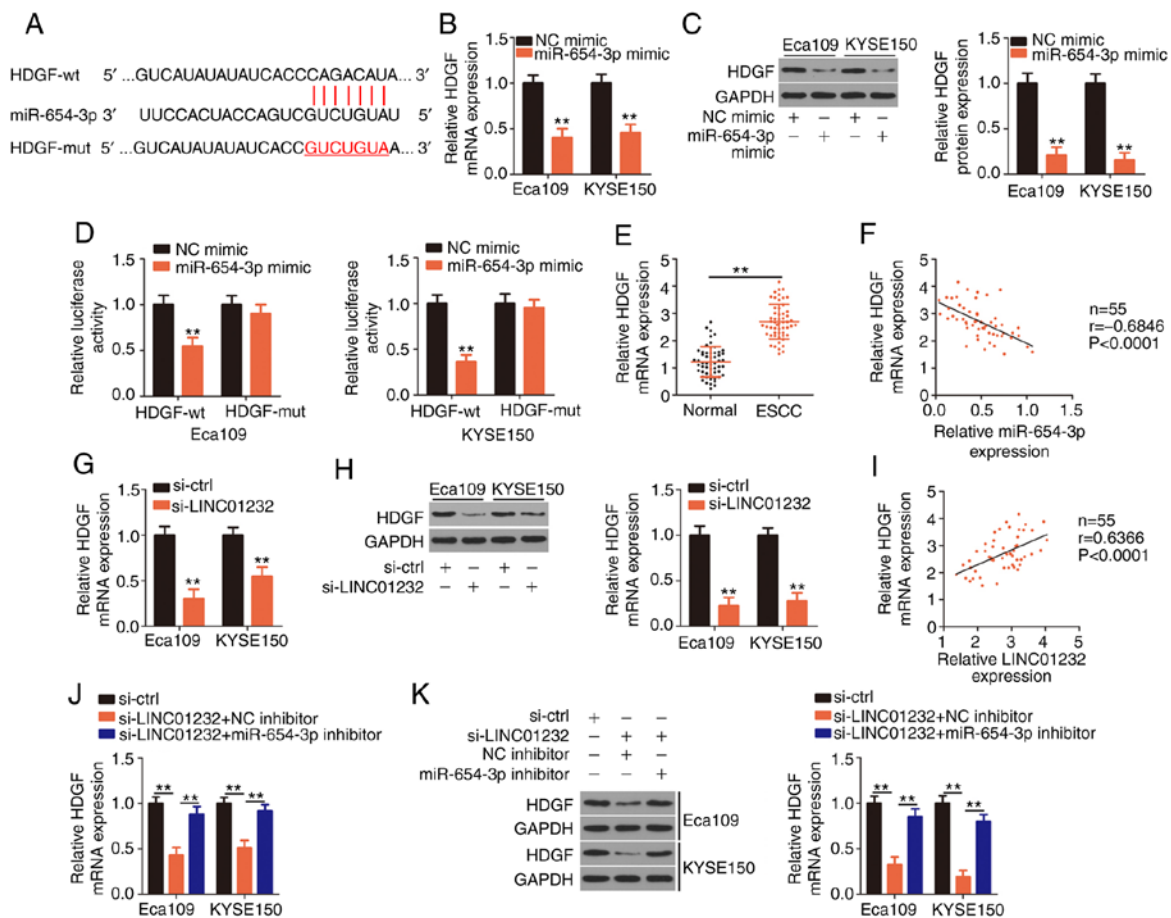 A
HDGF-wt 5′ ...GUCAUAUAUAUCACCCAGACAUA... 3′
miR-654-3p 3′ UUCCACUACCAGUCGUCUGUAU 5′
HDGF-mut 5′ ...GUCAUAUAUAUCACCGUCUGUAA... 3′
B
NC mimic
miR-654-3p mimic
Relative HDGF
mRNA expression
1.5
1.0
0.5
0.0
**
**
Eca109
KYSE150
C
Eca109 KYSE150
HDGF
GAPDH
NC mimic + − + −
miR-654-3p − + − +
mimic
NC mimic
miR-654-3p mimic
Relative HDGF
protein expression
1.5
1.0
0.5
0.0
**
**
Eca109
KYSE150
D
NC mimic
miR-654-3p mimic
Relative luciferase
activity
1.5
1.0
0.5
0.0
**
HDGF-wt HDGF-mut
Eca109
NC mimic
miR-654-3p mimic
Relative luciferase
activity
1.5
1.0
0.5
0.0
**
HDGF-wt HDGF-mut
KYSE150
E
Relative HDGF
mRNA expression
5
4
3
2
1
0
**
Normal ESCC
F
Relative HDGF
mRNA expression
5
4
3
2
1
0
0.0 0.5 1.0 1.5
Relative miR-654-3p
expression
n=55
r=−0.6846
P<0.0001
G
si-ctrl
si-LINC01232
Relative HDGF
mRNA expression
1.5
1.0
0.5
0.0
**
**
Eca109 KYSE150
H
Eca109 KYSE150
HDGF
GAPDH
si-ctrl + − + −
si-LINC01232 − + − +
si-ctrl
si-LINC01232
Relative HDGF
mRNA expression
1.5
1.0
0.5
0.0
**
**
Eca109 KYSE150
I
Relative HDGF
mRNA expression
5
4
3
2
1
0
1 2 3 4 5
Relative LINC01232
expression
n=55
r=0.6366
P<0.0001
J
si-ctrl
si-LINC01232+NC inhibitor
si-LINC01232+miR-654-3p inhibitor
Relative HDGF
mRNA expression
1.5
1.0
0.5
0.0
** ** ** **
Eca109 KYSE150
K
si-ctrl + − −
si-LINC01232 − + +
NC inhibitor − + −
miR-654-3p inhibitor − − +
HDGF
GAPDH
Eca109
HDGF
GAPDH
KYSE150
si-ctrl
si-LINC01232+NC inhibitor
si-LINC01232+miR-654-3p inhibitor
Relative HDGF
mRNA expression
1.5
1.0
0.5
0.0
** ** ** **
Eca109 KYSE150